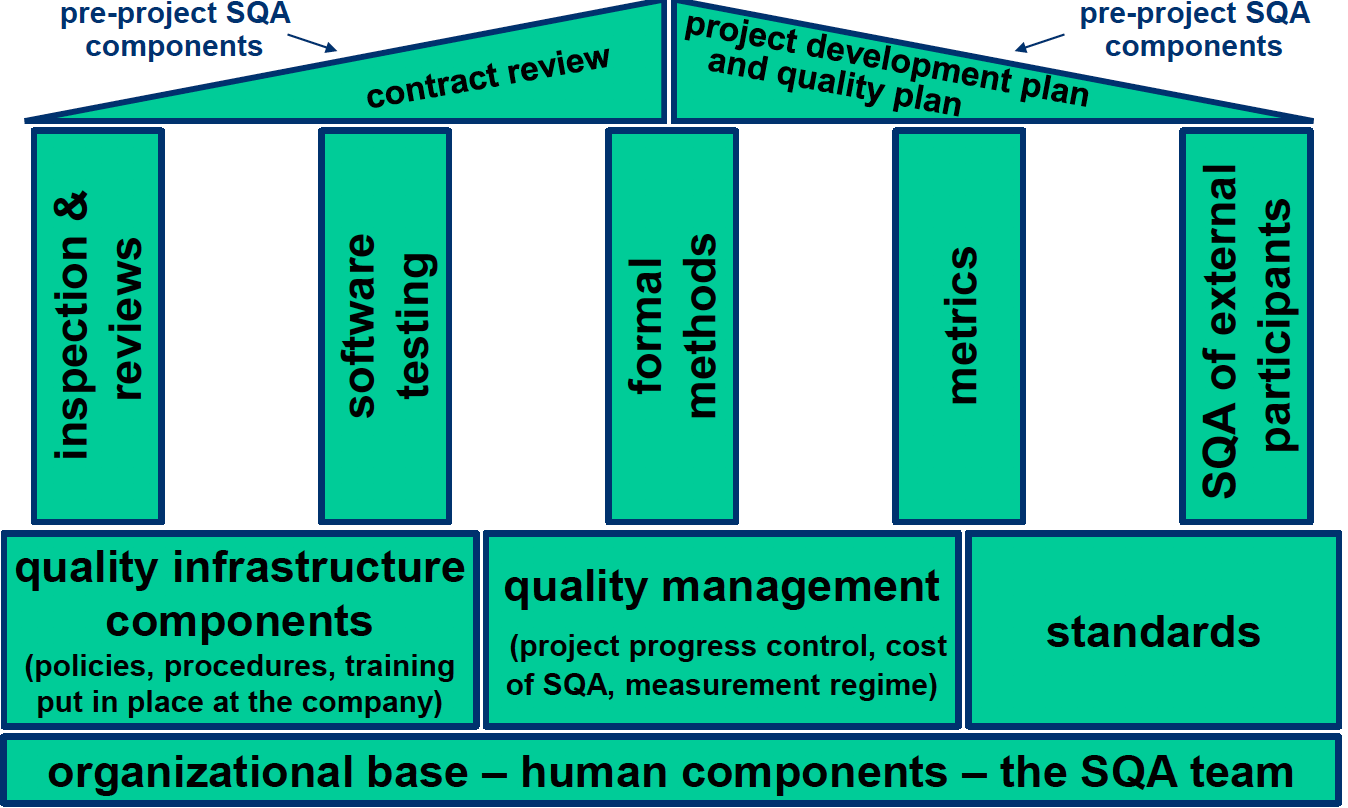 pre-project SQA
components
pre-project SQA
components
contract review
project development plan
and quality plan
inspection &
reviews
software
testing
formal
methods
metrics
SQA of external
participants
quality infrastructure
components
(policies, procedures, training
put in place at the company)
quality management
(project progress control, cost
of SQA, measurement regime)
standards
organizational base – human components – the SQA team